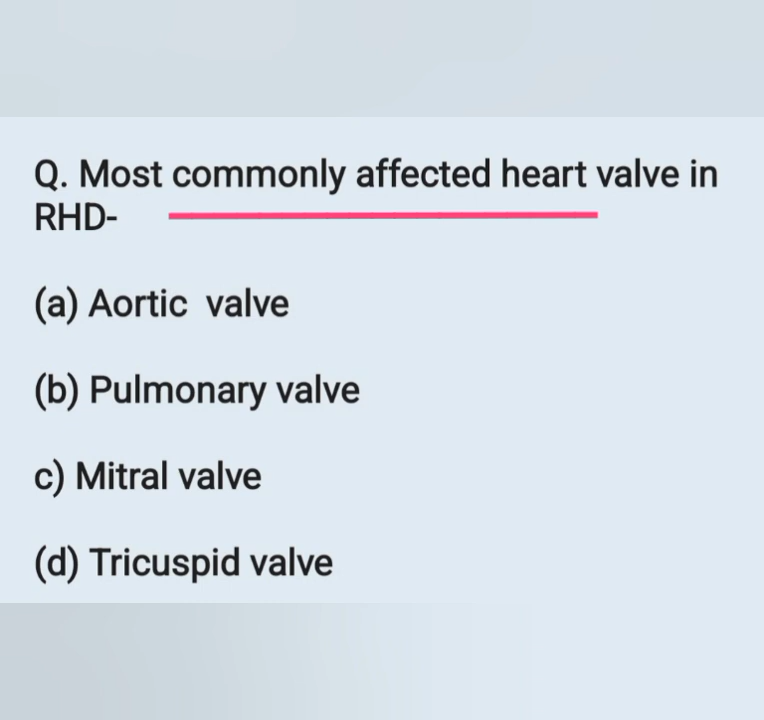 Q. Most commonly affected heart valve in
RHD-
(a) Aortic valve
(b) Pulmonary valve
c) Mitral valve
(d) Tricuspid valve